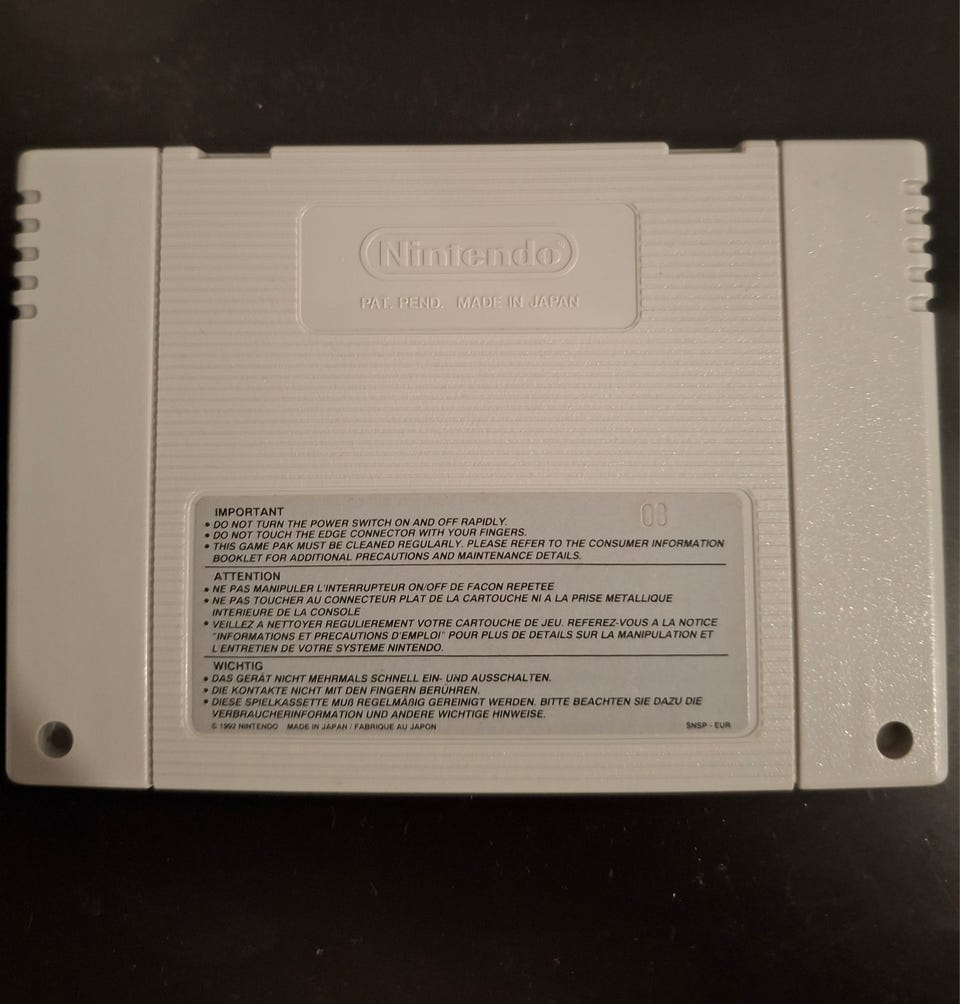 Nintendo
PAT. PEND. MADE IN JAPAN
00
IMPORTANT
• DO NOT TURN THE POWER SWITCH ON AND OFF RAPIDLY.
• DO NOT TOUCH THE EDGE CONNECTOR WITH YOUR FINGERS.
• THIS GAME PAK MUST BE CLEANED REGULARLY. PLEASE REFER TO THE CONSUMER INFORMATION
BOOKLET FOR ADDITIONAL PRECAUTIONS AND MAINTENANCE DETAILS.
ATTENTION
• NE PAS MANIPULER L'INTERRUPTEUR ON/OFF DE FACON REPETEE
• NE PAS TOUCHER AU CONNECTEUR PLAT DE LA CARTOUCHE NI A LA PRISE METALLIQUE
INTERIEURE DE LA CONSOLE
• VEILLEZ A NETTOYER REGULIEREMENT VOTRE CARTOUCHE DE JEU. REFEREZ-VOUS A LA NOTICE
"INFORMATIONS ET PRECAUTIONS D'EMPLOI" POUR PLUS DE DETAILS SUR LA MANIPULATION ET
L'ENTRETIEN DE VOTRE SYSTEME NINTENDO.
WICHTIG
• DAS GERÄT NICHT MEHRMALS SCHNELL EIN- UND AUSSCHALTEN.
• DIE KONTAKTE NICHT MIT DEN FINGERN BERÜHREN.
• DIESE SPIELKASSETTE MUß REGELMÄßIG GEREINIGT WERDEN. BITTE BEACHTEN SIE DAZU DIE
VERBRAUCHERINFORMATION UND ANDERE WICHTIGE HINWEISE.
© 1992 NINTENDO MADE IN JAPAN / FABRIQUE AU JAPON SNSP - EUR